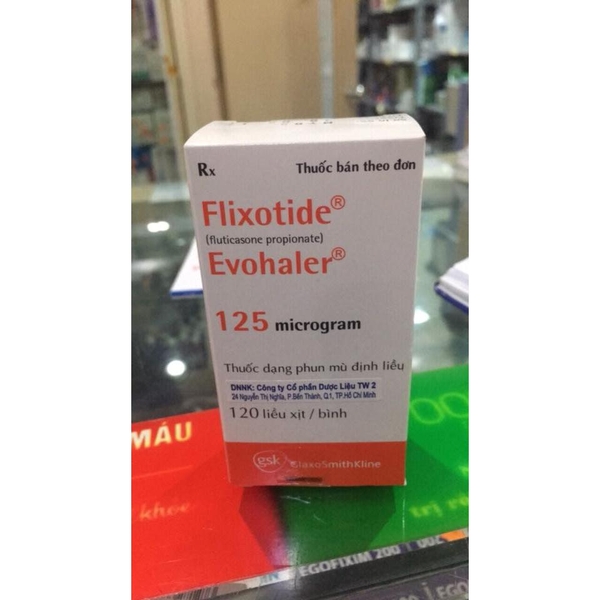 Rx Thuốc bán theo đơn
Flixotide®
(fluticasone propionate)
Evohaler®
125 microgram
Thuốc dạng phun mù định liều
DNNK: Công ty Cổ phần Dược Liệu TW 2
24 Nguyễn Thị Nghĩa, P.Bến Thành, Q.1, TP.Hồ Chí Minh
120 liều xịt / bình
MÁU
gsk GlaxoSmithKline
khỏe
trị
EGOFIXIM 200